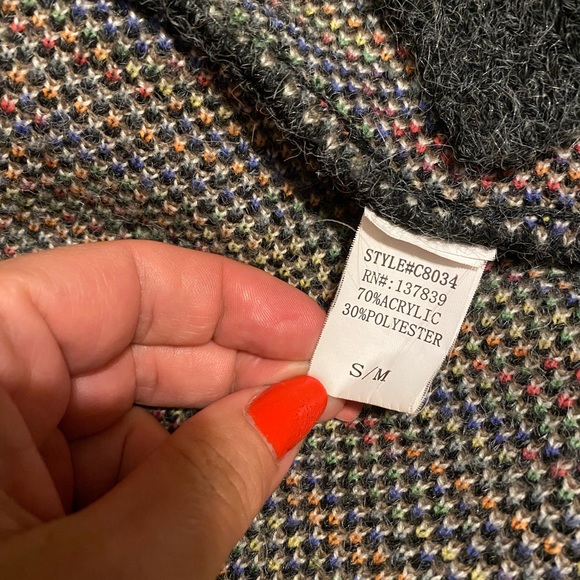 STYLE#C8034
RN#:137839
70%ACRYLIC
30%POLYESTER
S/M